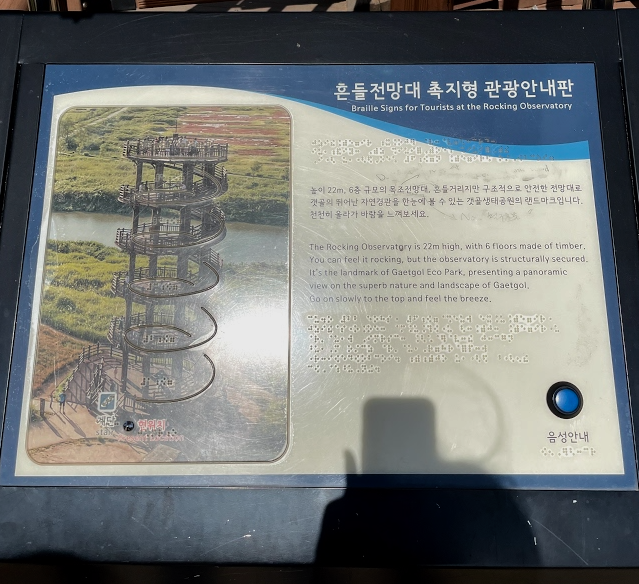 흔들전망대 촉지형 관광안내판
Braille Signs for Tourists at the Rocking Observatory
높이 22m, 6층 규모의 목조전망대, 흔들거리지만 구조적으로 안전한 전망대로
갯골의 뛰어난 자연경관을 한눈에 볼 수 있는 갯골생태공원의 랜드마크입니다.
천천히 올라가 바람을 느껴보세요.
The Rocking Observatory is 22m high, with 6 floors made of timber.
You can feel it rocking, but the observatory is structurally secured.
It's the landmark of Gaetgol Eco Park, presenting a panoramic
view on the superb nature and landscape of Gaetgol.
Go on slowly to the top and feel the breeze.
계단
현위치
음성안내